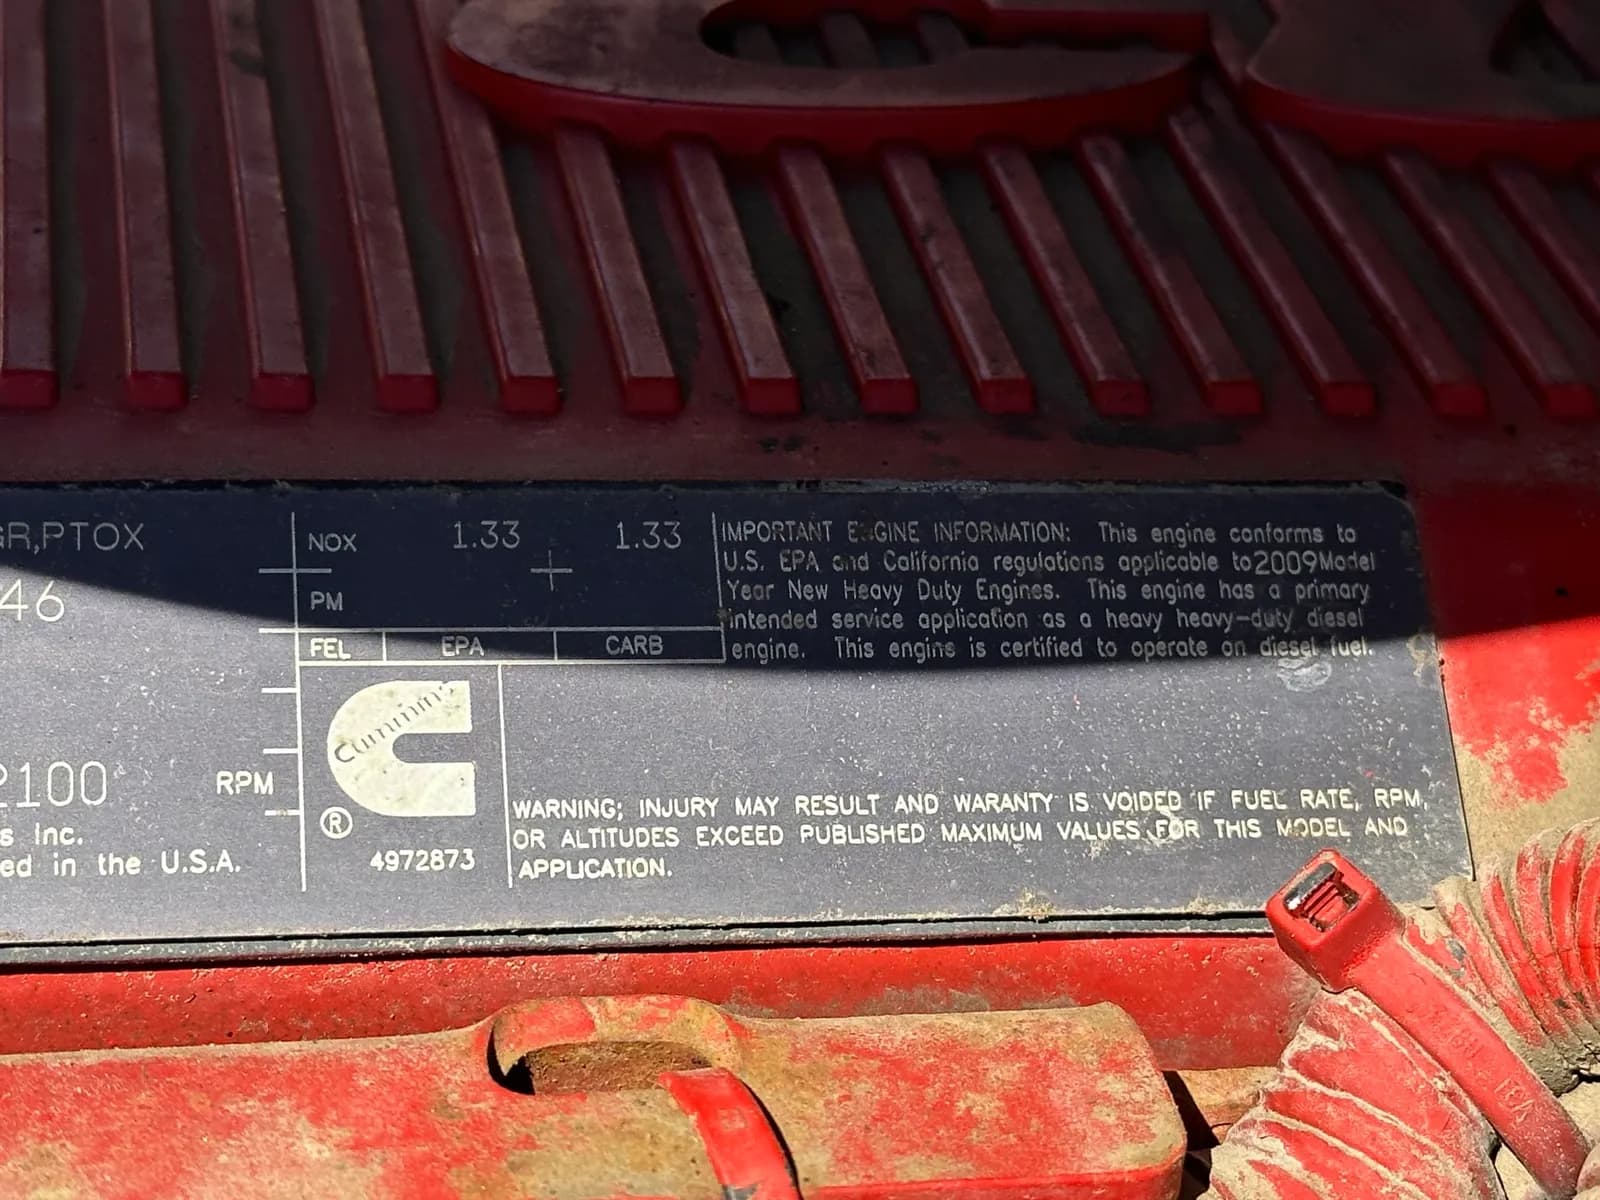 GR,PTOX
46
2100 RPM
s Inc.
ed in the U.S.A.
NOX 1.33 1.33
PM
FEL EPA CARB
Cummins
®
4972873
IMPORTANT ENGINE INFORMATION: This engine conforms to
U.S. EPA and California regulations applicable to 2009 Model
Year New Heavy Duty Engines. This engine has a primary
intended service application as a heavy heavy-duty diesel
engine. This engine is certified to operate on diesel fuel.
WARNING; INJURY MAY RESULT AND WARANTY IS VOIDED IF FUEL RATE, RPM,
OR ALTITUDES EXCEED PUBLISHED MAXIMUM VALUES FOR THIS MODEL AND
APPLICATION.